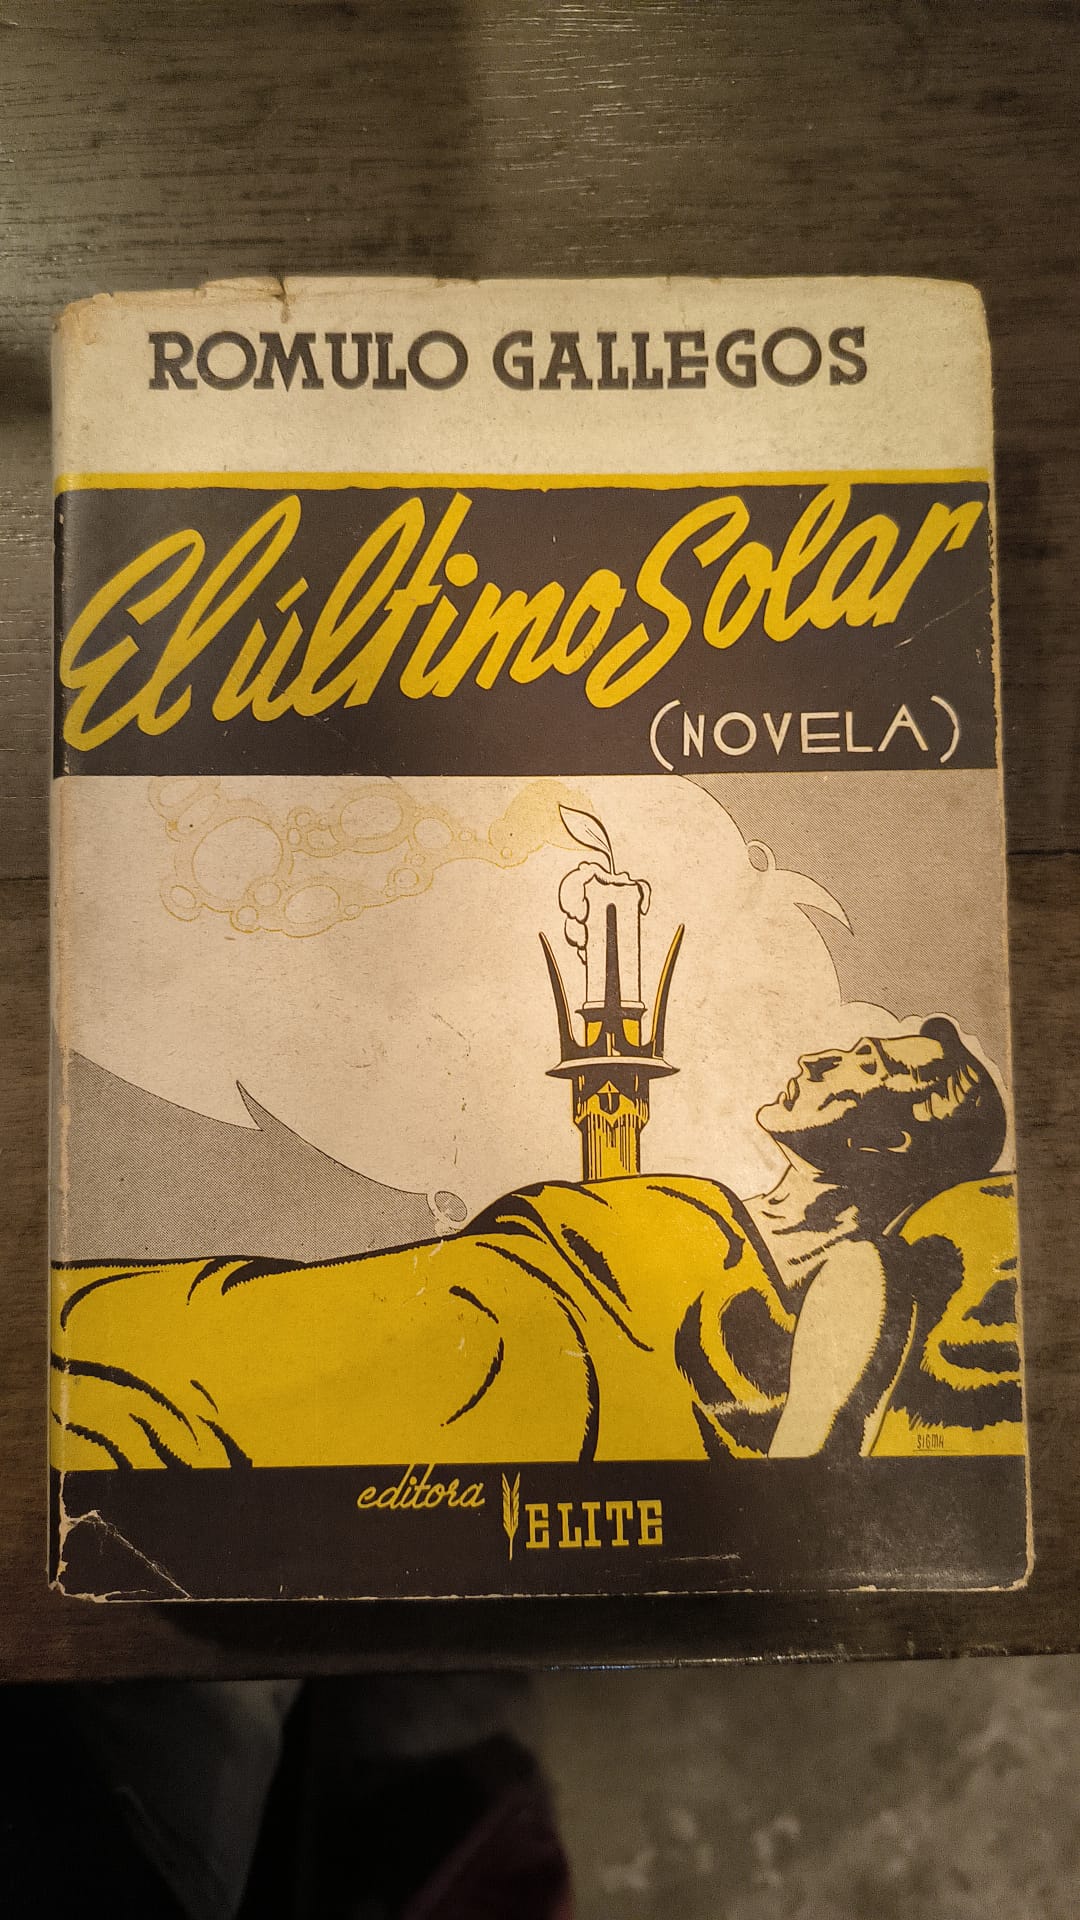 ROMULO GALLEGOS
El último Solar
(NOVELA)
SIGMA
editora ELITE